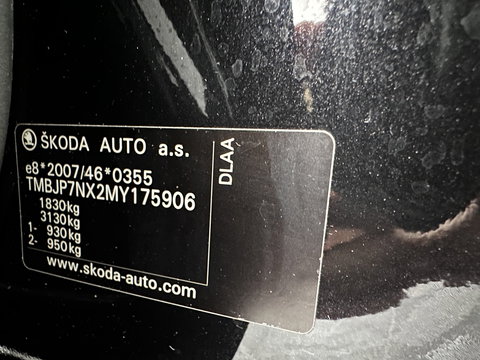 ŠKODA AUTO a.s.
e8*2007/46*0355
TMBJP7NX2MY175906
1830kg
3130kg
1- 930kg
2- 950kg
www.skoda-auto.com
DLAA